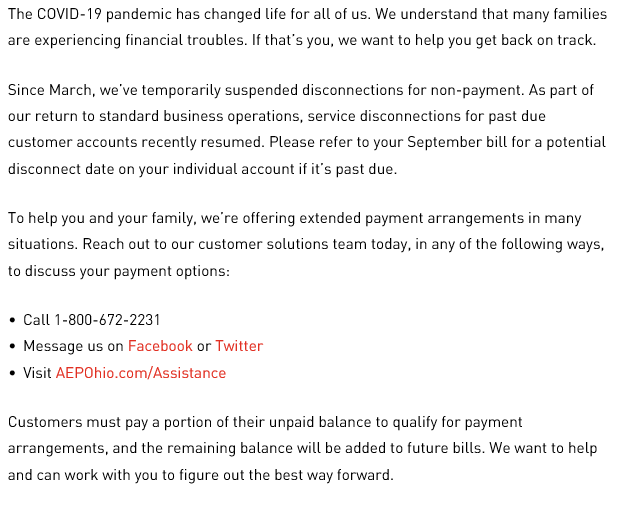 The COVID-19 pandemic has changed life for all of us. We understand that many families
are experiencing financial troubles. If that's you, we want to help you get back on track.
Since March, we've temporarily suspended disconnections for non-payment. As part of
our return to standard business operations, service disconnections for past due
customer accounts recently resumed. Please refer to your September bill for a potential
disconnect date on your individual account if it's past due.
To help you and your family, we're offering extended payment arrangements in many
situations. Reach out to our customer solutions team today, in any of the following ways,
to discuss your payment options:
• Call 1-800-672-2231
• Message us on Facebook or Twitter
• Visit AEPOhio.com/Assistance
Customers must pay a portion of their unpaid balance to qualify for payment
arrangements, and the remaining balance will be added to future bills. We want to help
and can work with you to figure out the best way forward.